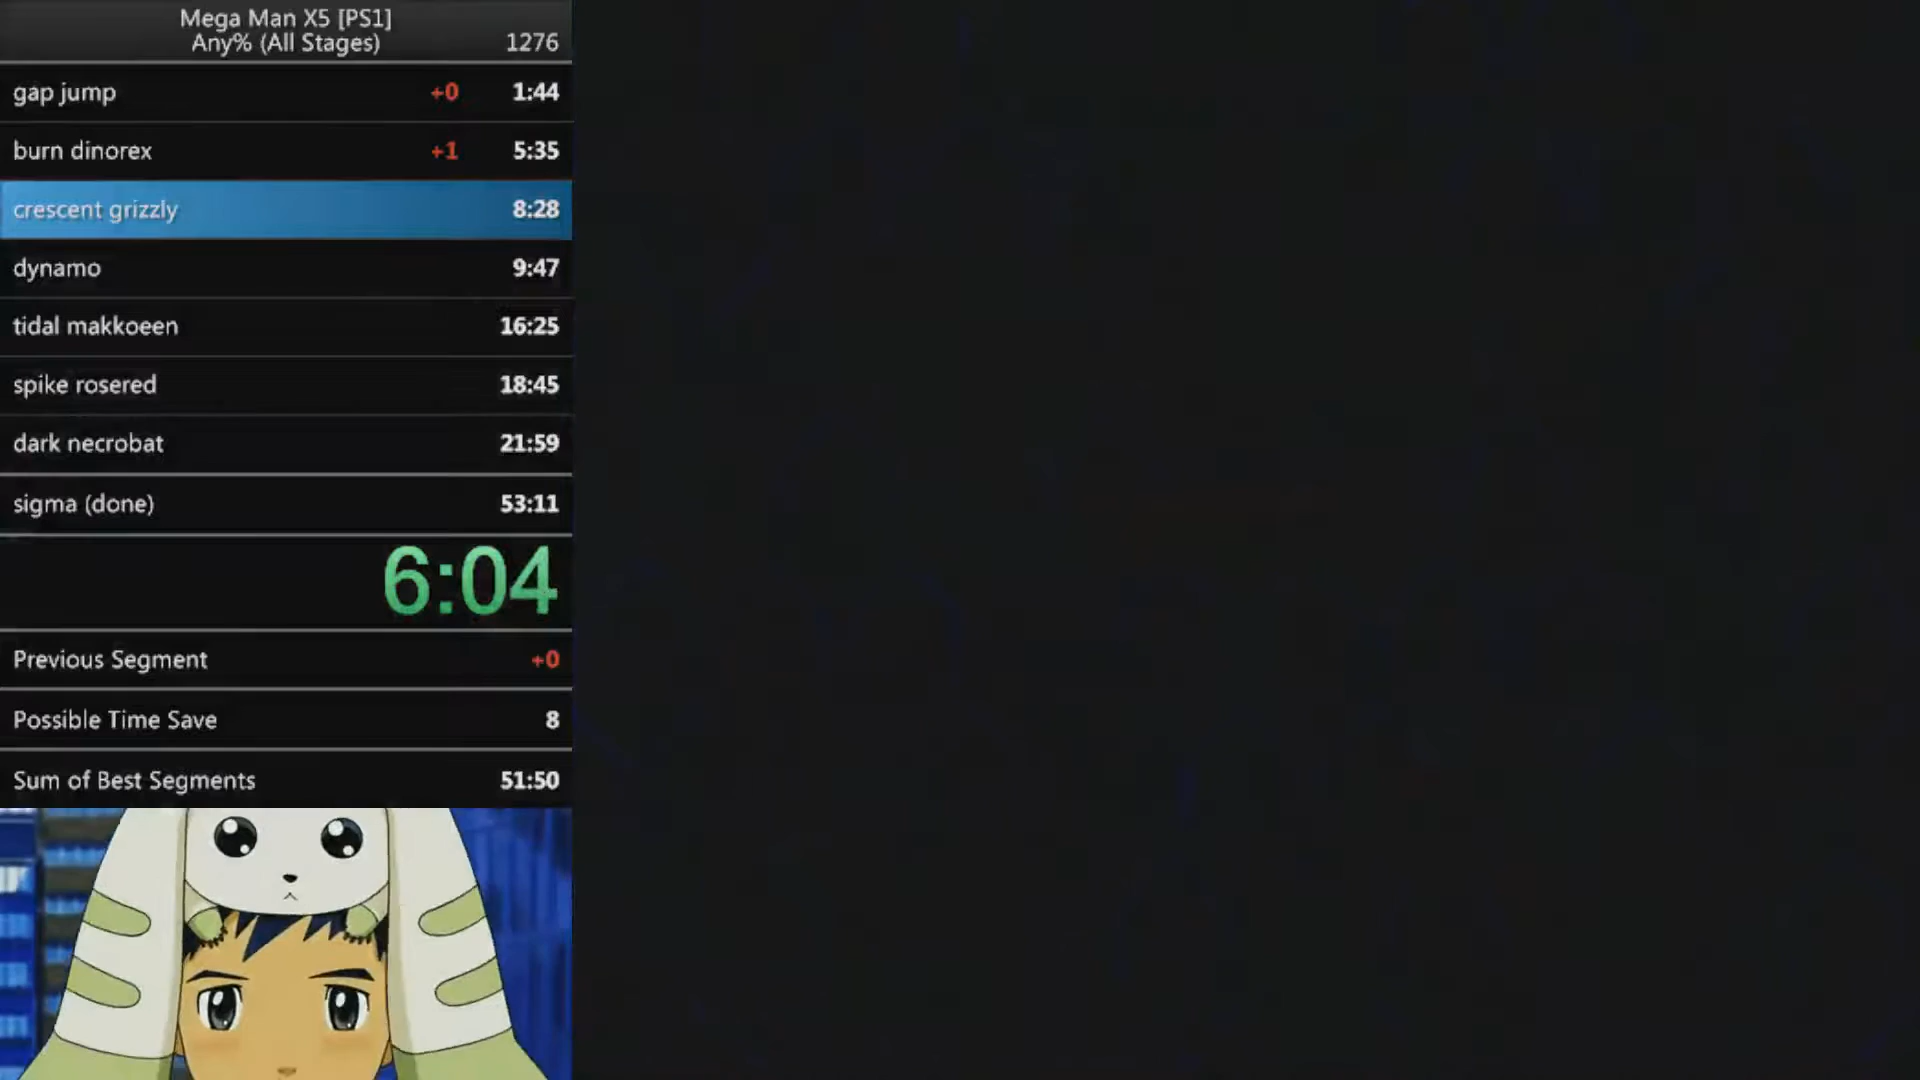 Mega Man X5 [PS1]
Any% (All Stages) 1276
gap jump +0 1:44
burn dinorex +1 5:35
crescent grizzly 8:28
dynamo 9:47
tidal makkoeen 16:25
spike rosered 18:45
dark necrobat 21:59
sigma (done) 53:11
6:04
Previous Segment +0
Possible Time Save 8
Sum of Best Segments 51:50